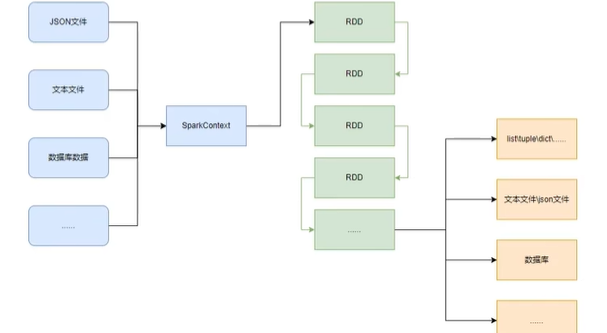 JSON文件
文本文件
数据库数据
......
SparkContext
RDD
RDD
RDD
RDD
......
list\tuple\dict\......
文本文件\json文件
数据库
......